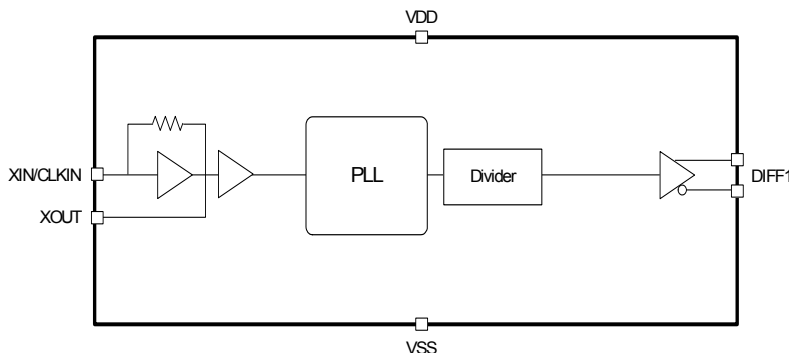 VDD
XIN/CLKIN
PLL
Divider
DIFF1
XOUT
VSS